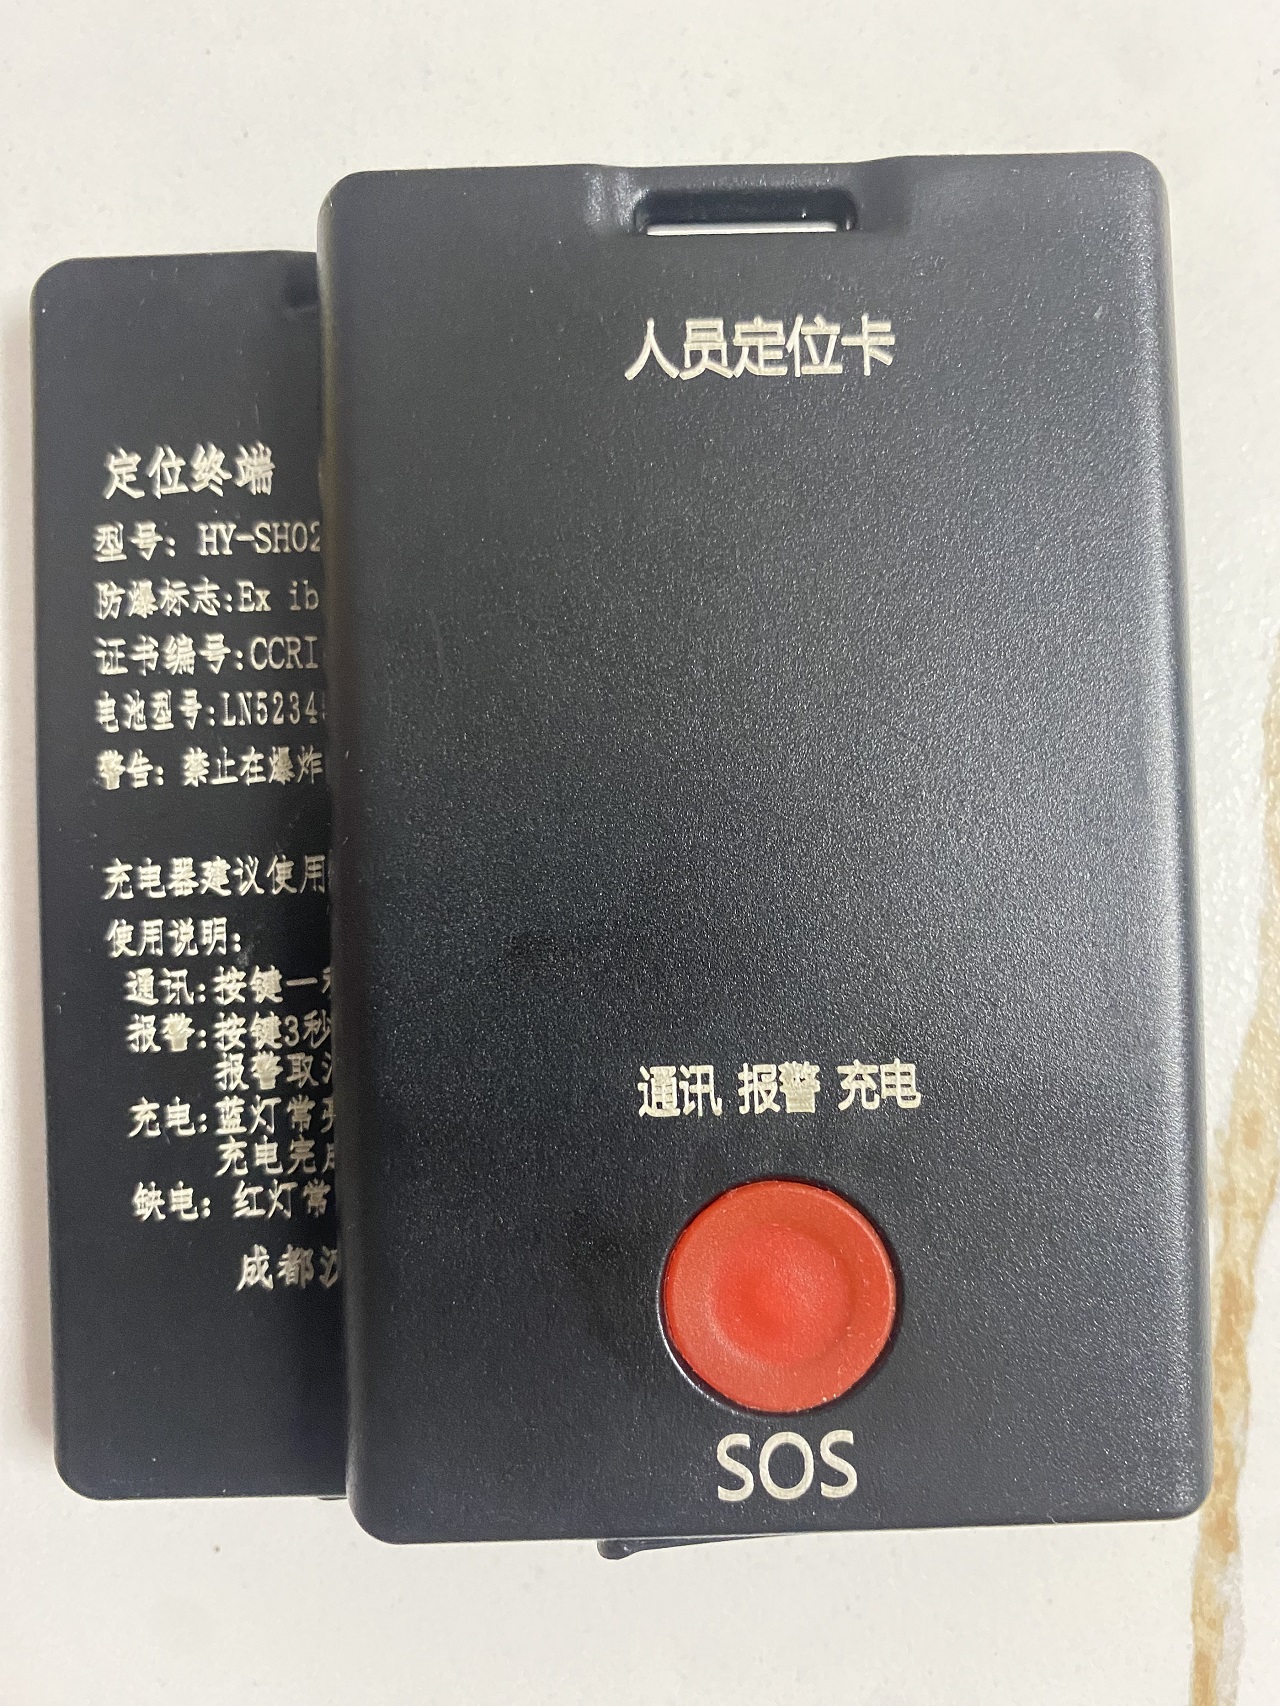 人员定位卡
通讯 报警 充电
SOS
定位终端
型号: HY-SH02
防爆标志:Ex ib
证书编号:CCRI
电池型号:LN5234
警告: 禁止在爆炸
充电器建议使用
使用说明:
通讯:按键一
报警:按键3秒
报警取
充电:蓝灯常
充电完
缺电: 红灯常
成都